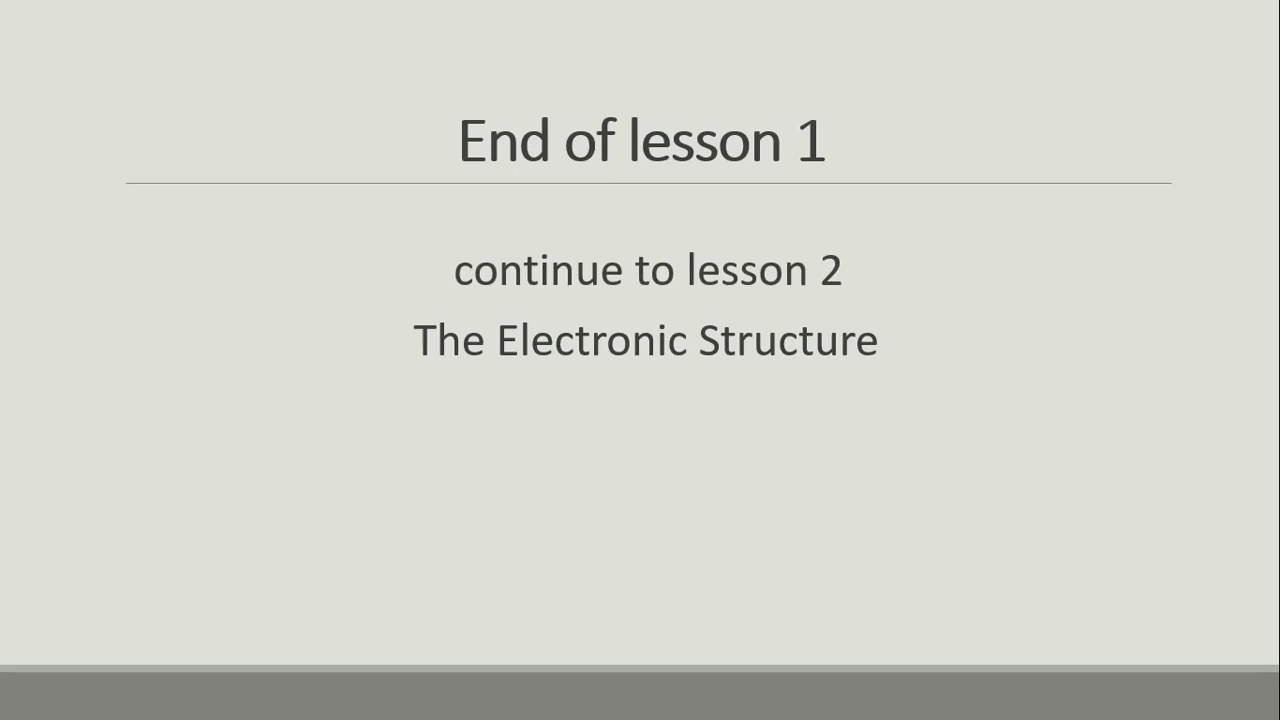 End of lesson 1
continue to lesson 2
The Electronic Structure